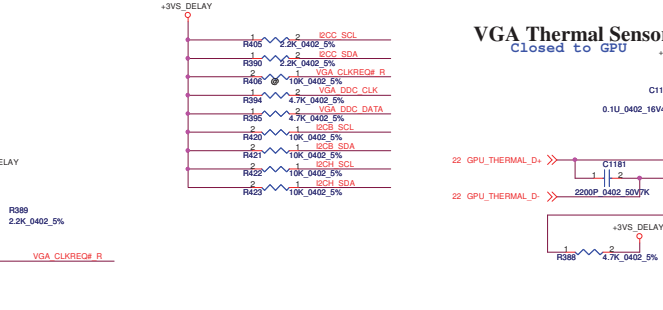 +3VS_DELAY
1 2 I2CC_SCL
R405 2.2K_0402_5%
1 2 I2CC_SDA
R390 2.2K_0402_5%
2 1 VGA_CLKREQ#_R
R406 @ 10K_0402_5%
2 1 VGA_DDC_CLK
R394 4.7K_0402_5%
2 1 VGA_DDC_DATA
R395 4.7K_0402_5%
2 1 I2CB_SCL
R420 10K_0402_5%
2 1 I2CB_SDA
R421 10K_0402_5%
2 1 I2CH_SCL
R422 10K_0402_5%
2 1 I2CH_SDA
R423 10K_0402_5%
ELAY
R389
2.2K_0402_5%
VGA_CLKREQ#_R
VGA Thermal Senso
Closed to GPU
+
C11
0.1U_0402_16V4
22 GPU_THERMAL_D+
C1181
1 2
22 GPU_THERMAL_D-
2200P_0402_50V7K
+3VS_DELAY
1 2
R388 4.7K_0402_5%